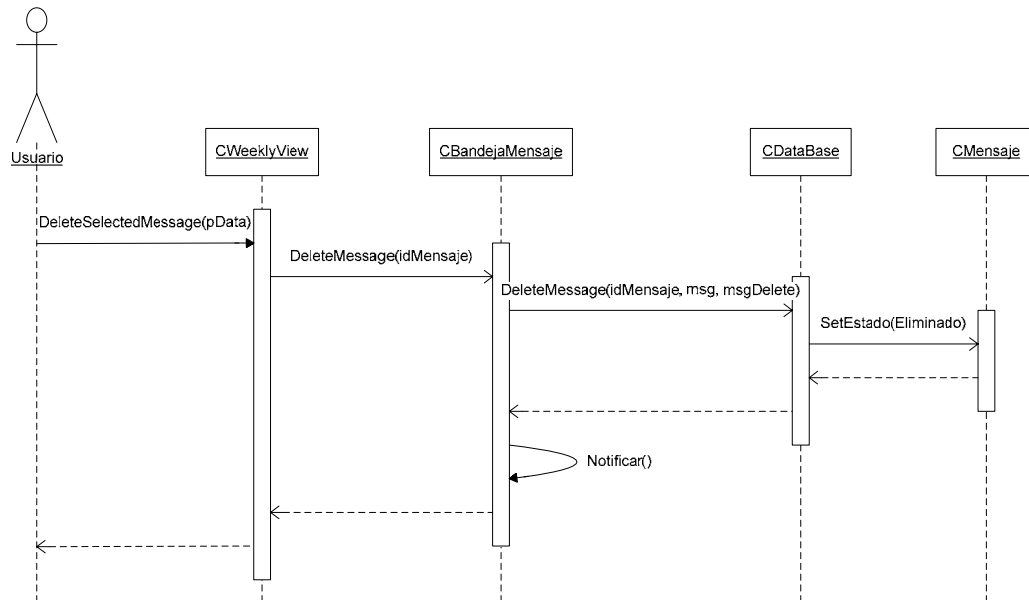 Usuario
CWeeklyView
CBandejaMensaje
CDataBase
CMensaje
DeleteSelectedMessage(pData)
DeleteMessage(idMensaje)
DeleteMessage(idMensaje, msg, msgDelete)
SetEstado(Eliminado)
Notificar()